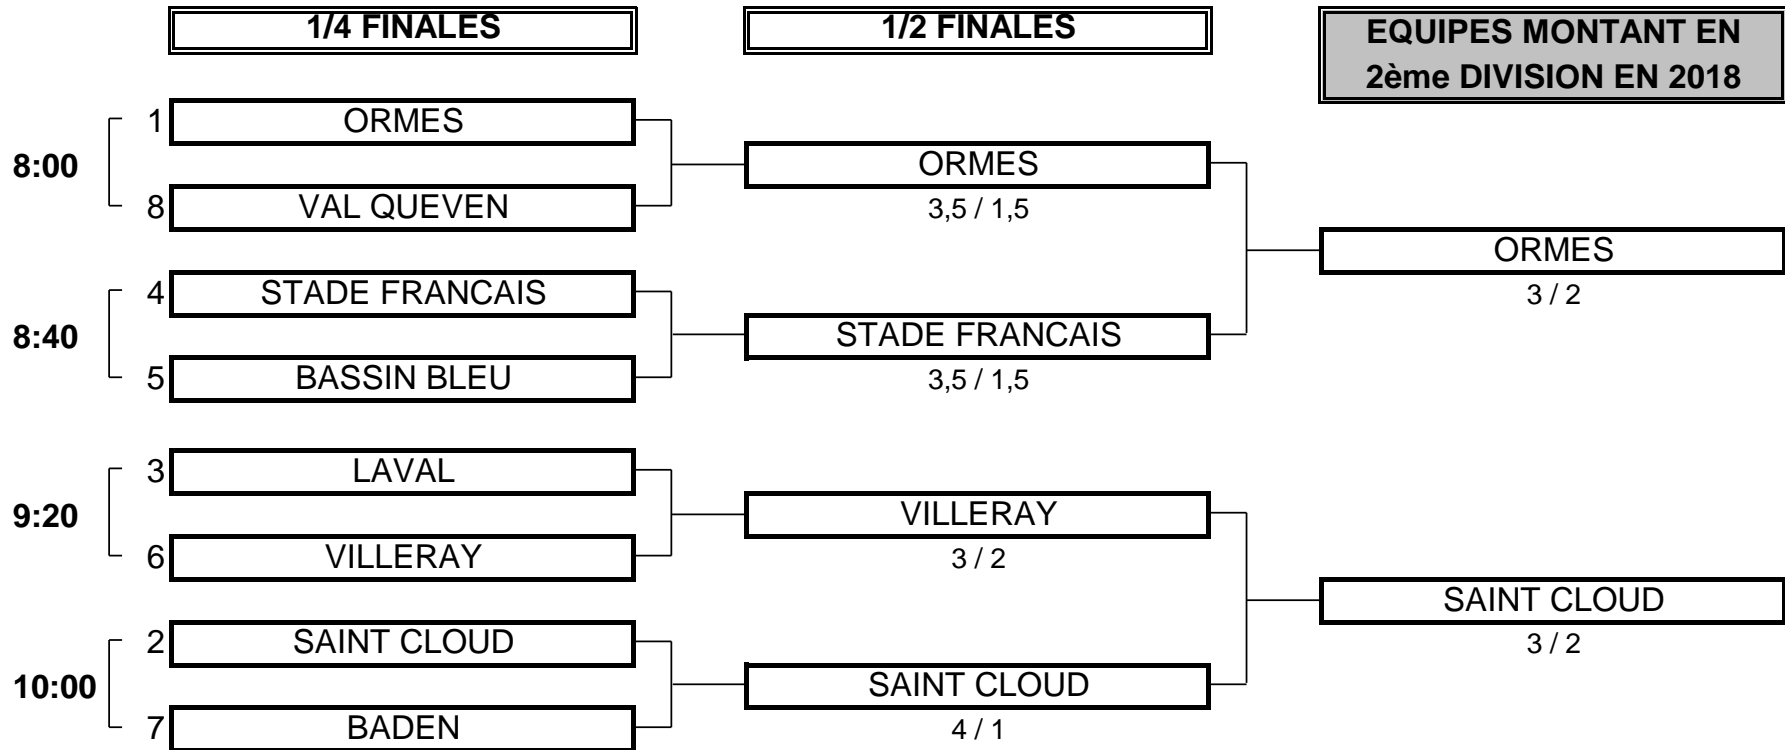 1/4 FINALES
1/2 FINALES
EQUIPES MONTANT EN
2ème DIVISION EN 2018
8:00
1 ORMES
8 VAL QUEVEN
ORMES
3,5 / 1,5
8:40
4 STADE FRANCAIS
5 BASSIN BLEU
STADE FRANCAIS
3,5 / 1,5
ORMES
3 / 2
9:20
3 LAVAL
6 VILLERAY
VILLERAY
3 / 2
10:00
2 SAINT CLOUD
7 BADEN
SAINT CLOUD
4 / 1
SAINT CLOUD
3 / 2